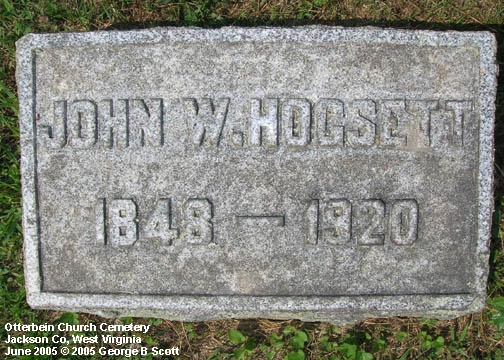 JOHN W. HOGSETT
1848 — 1920
Otterbein Church Cemetery
Jackson Co, West Virginia
June 2005 © 2005 George B Scott